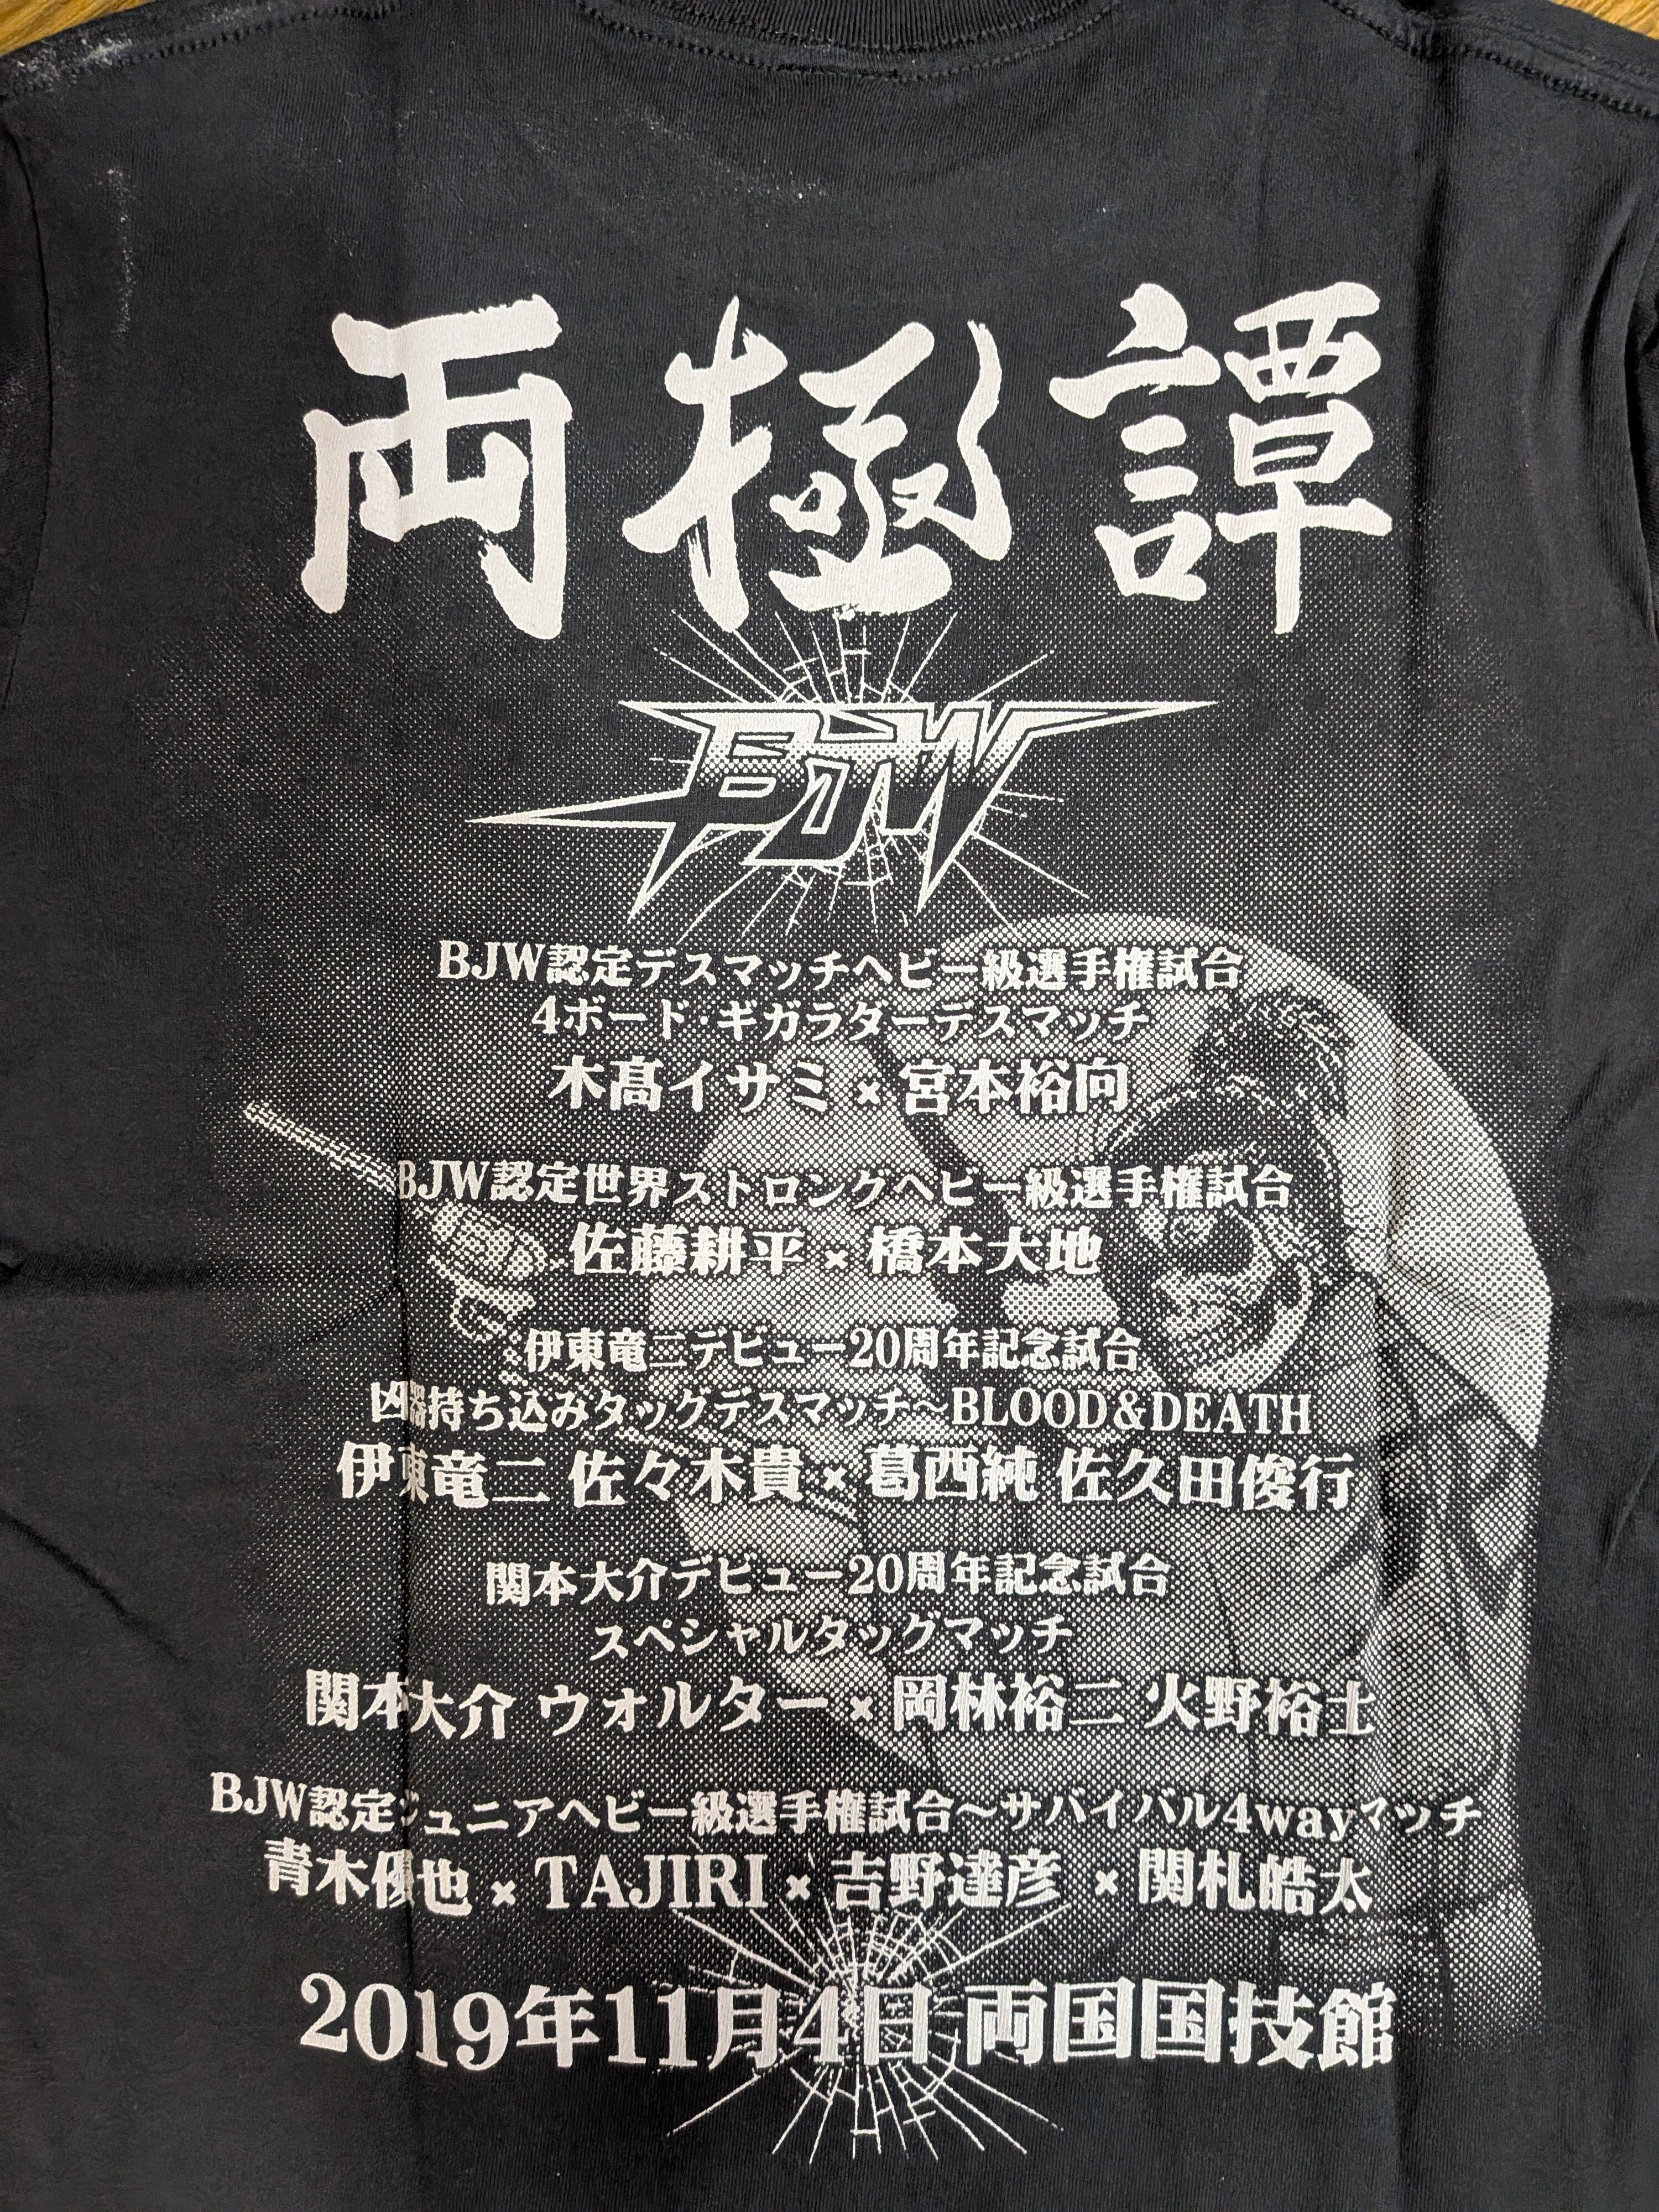 両極譚
BJW
BJW認定デスマッチヘビー級選手権試合
4ボード・ギガラダーデスマッチ
木髙イサミ×宮本裕向
BJW認定世界ストロングヘビー級選手権試合
佐藤耕平×橋本大地
伊東竜二デビュー20周年記念試合
凶器持ち込みタッグデスマッチ～BLOOD&DEATH
伊東竜二 佐々木貴×葛西純 佐久田俊行
関本大介デビュー20周年記念試合
スペシャルタッグマッチ
関本大介 ウォルター×岡林裕二 火野裕士
BJW認定ジュニアヘビー級選手権試合～サバイバル4wayマッチ
青木優也×TAJIRI×吉野達彦×関札皓太
2019年11月4日 両国国技館